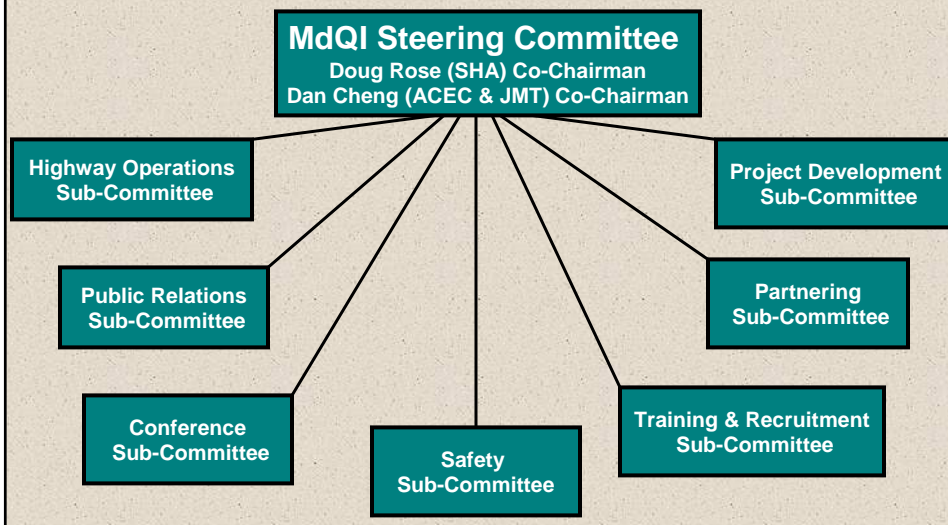 MdQI Steering Committee
Doug Rose (SHA) Co-Chairman
Dan Cheng (ACEC & JMT) Co-Chairman
Highway Operations
Sub-Committee
Project Development
Sub-Committee
Public Relations
Sub-Committee
Partnering
Sub-Committee
Conference
Sub-Committee
Training & Recruitment
Sub-Committee
Safety
Sub-Committee